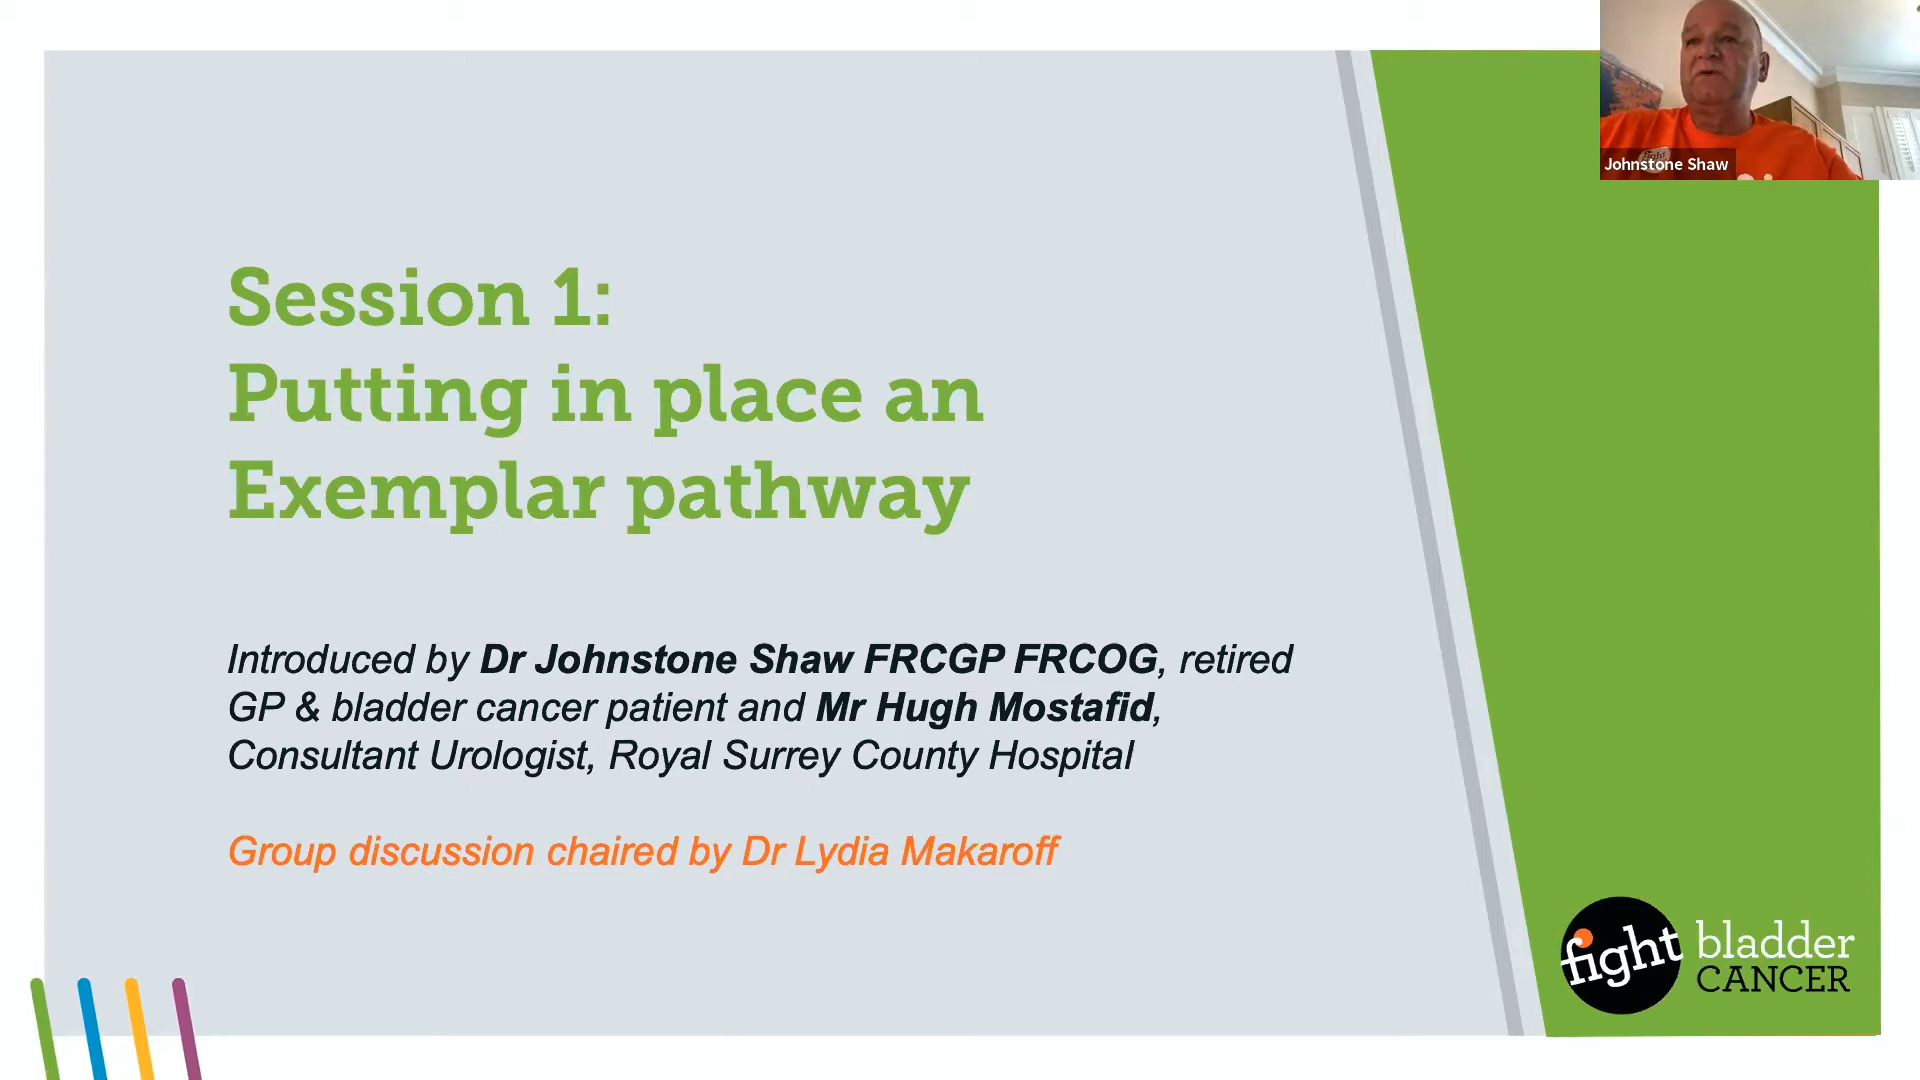 Johnstone Shaw
Session 1:
Putting in place an
Exemplar pathway
Introduced by Dr Johnstone Shaw FRCGP FRCOG, retired
GP & bladder cancer patient and Mr Hugh Mostafid,
Consultant Urologist, Royal Surrey County Hospital
Group discussion chaired by Dr Lydia Makaroff
fight bladder
CANCER